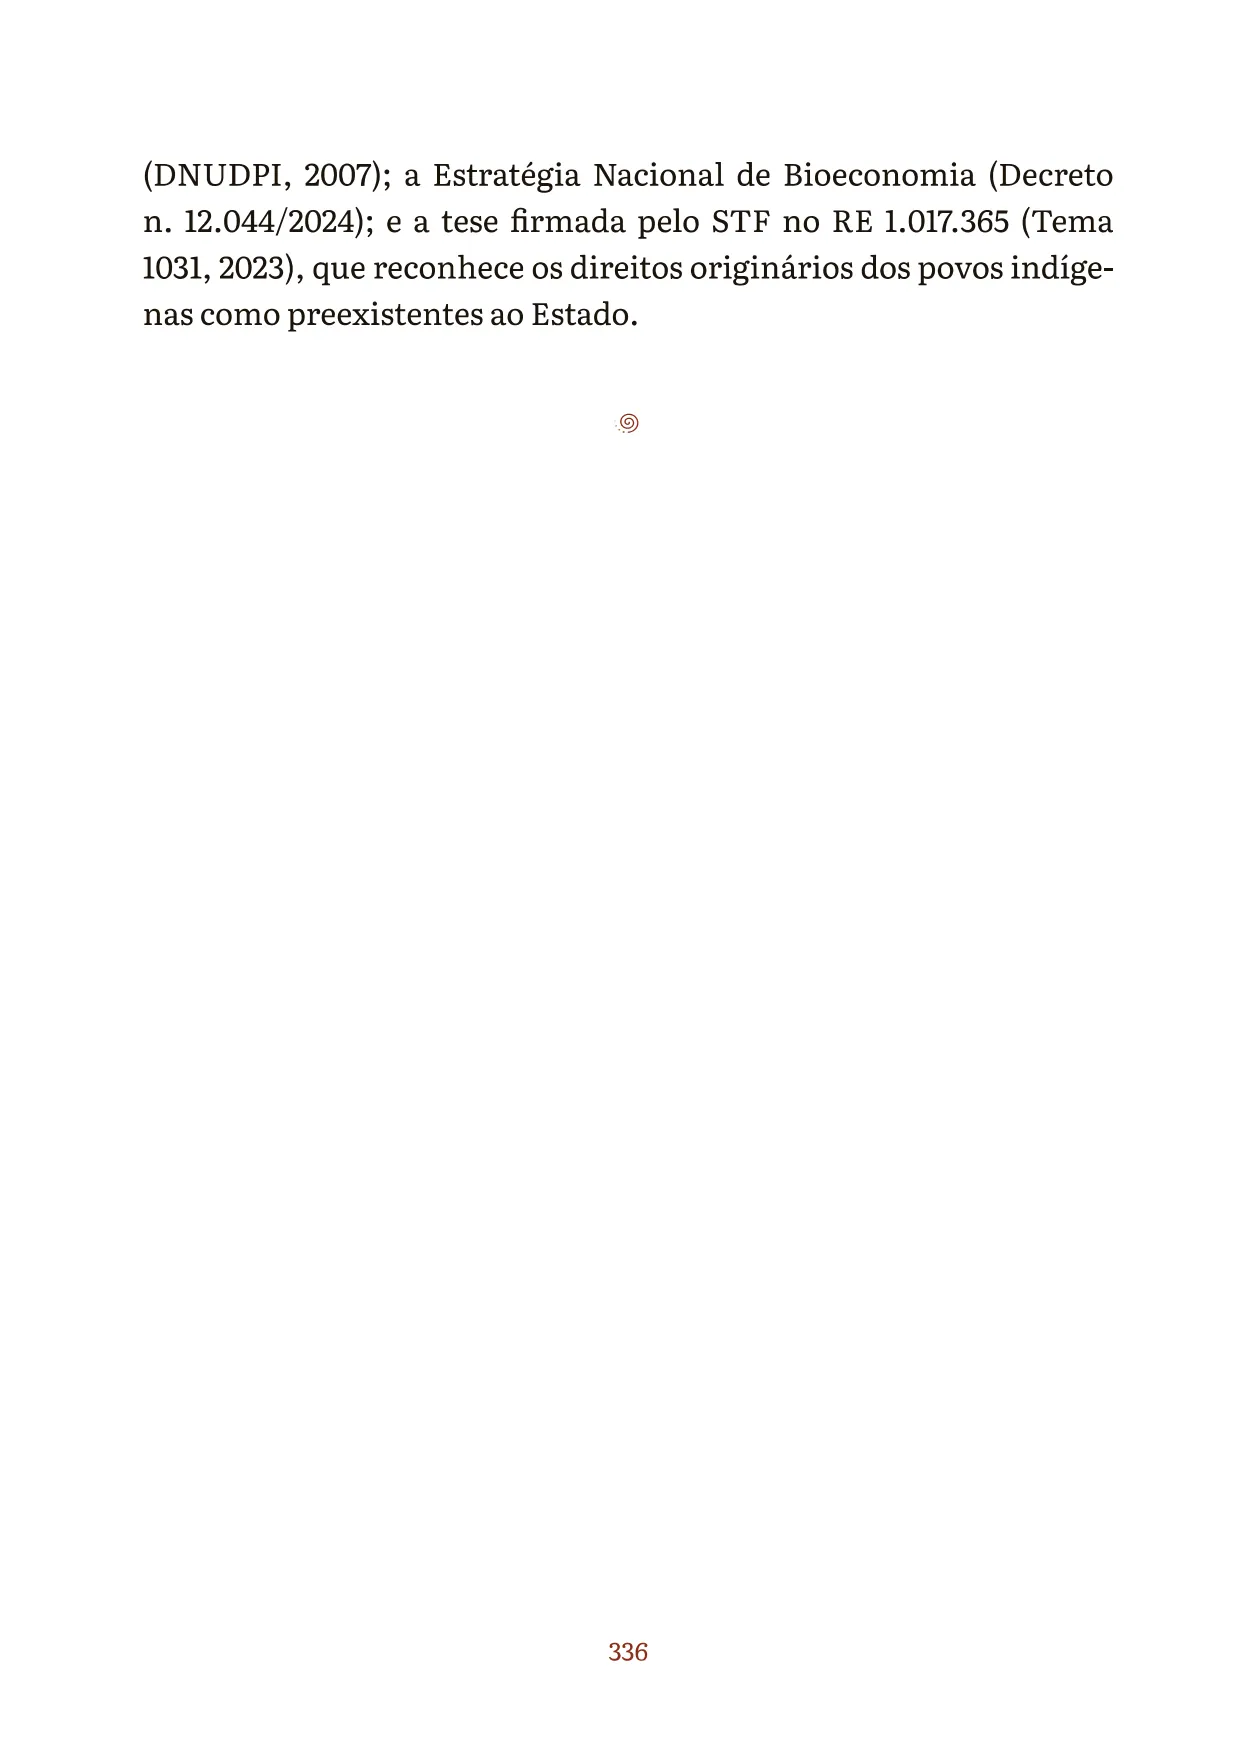 (DNUDPI, 2007); a Estratégia Nacional de Bioeconomia (Decreto
n. 12.044/2024); e a tese firmada pelo STF no RE 1.017.365 (Tema
1031, 2023), que reconhece os direitos originários dos povos indíge-
nas como preexistentes ao Estado.
336